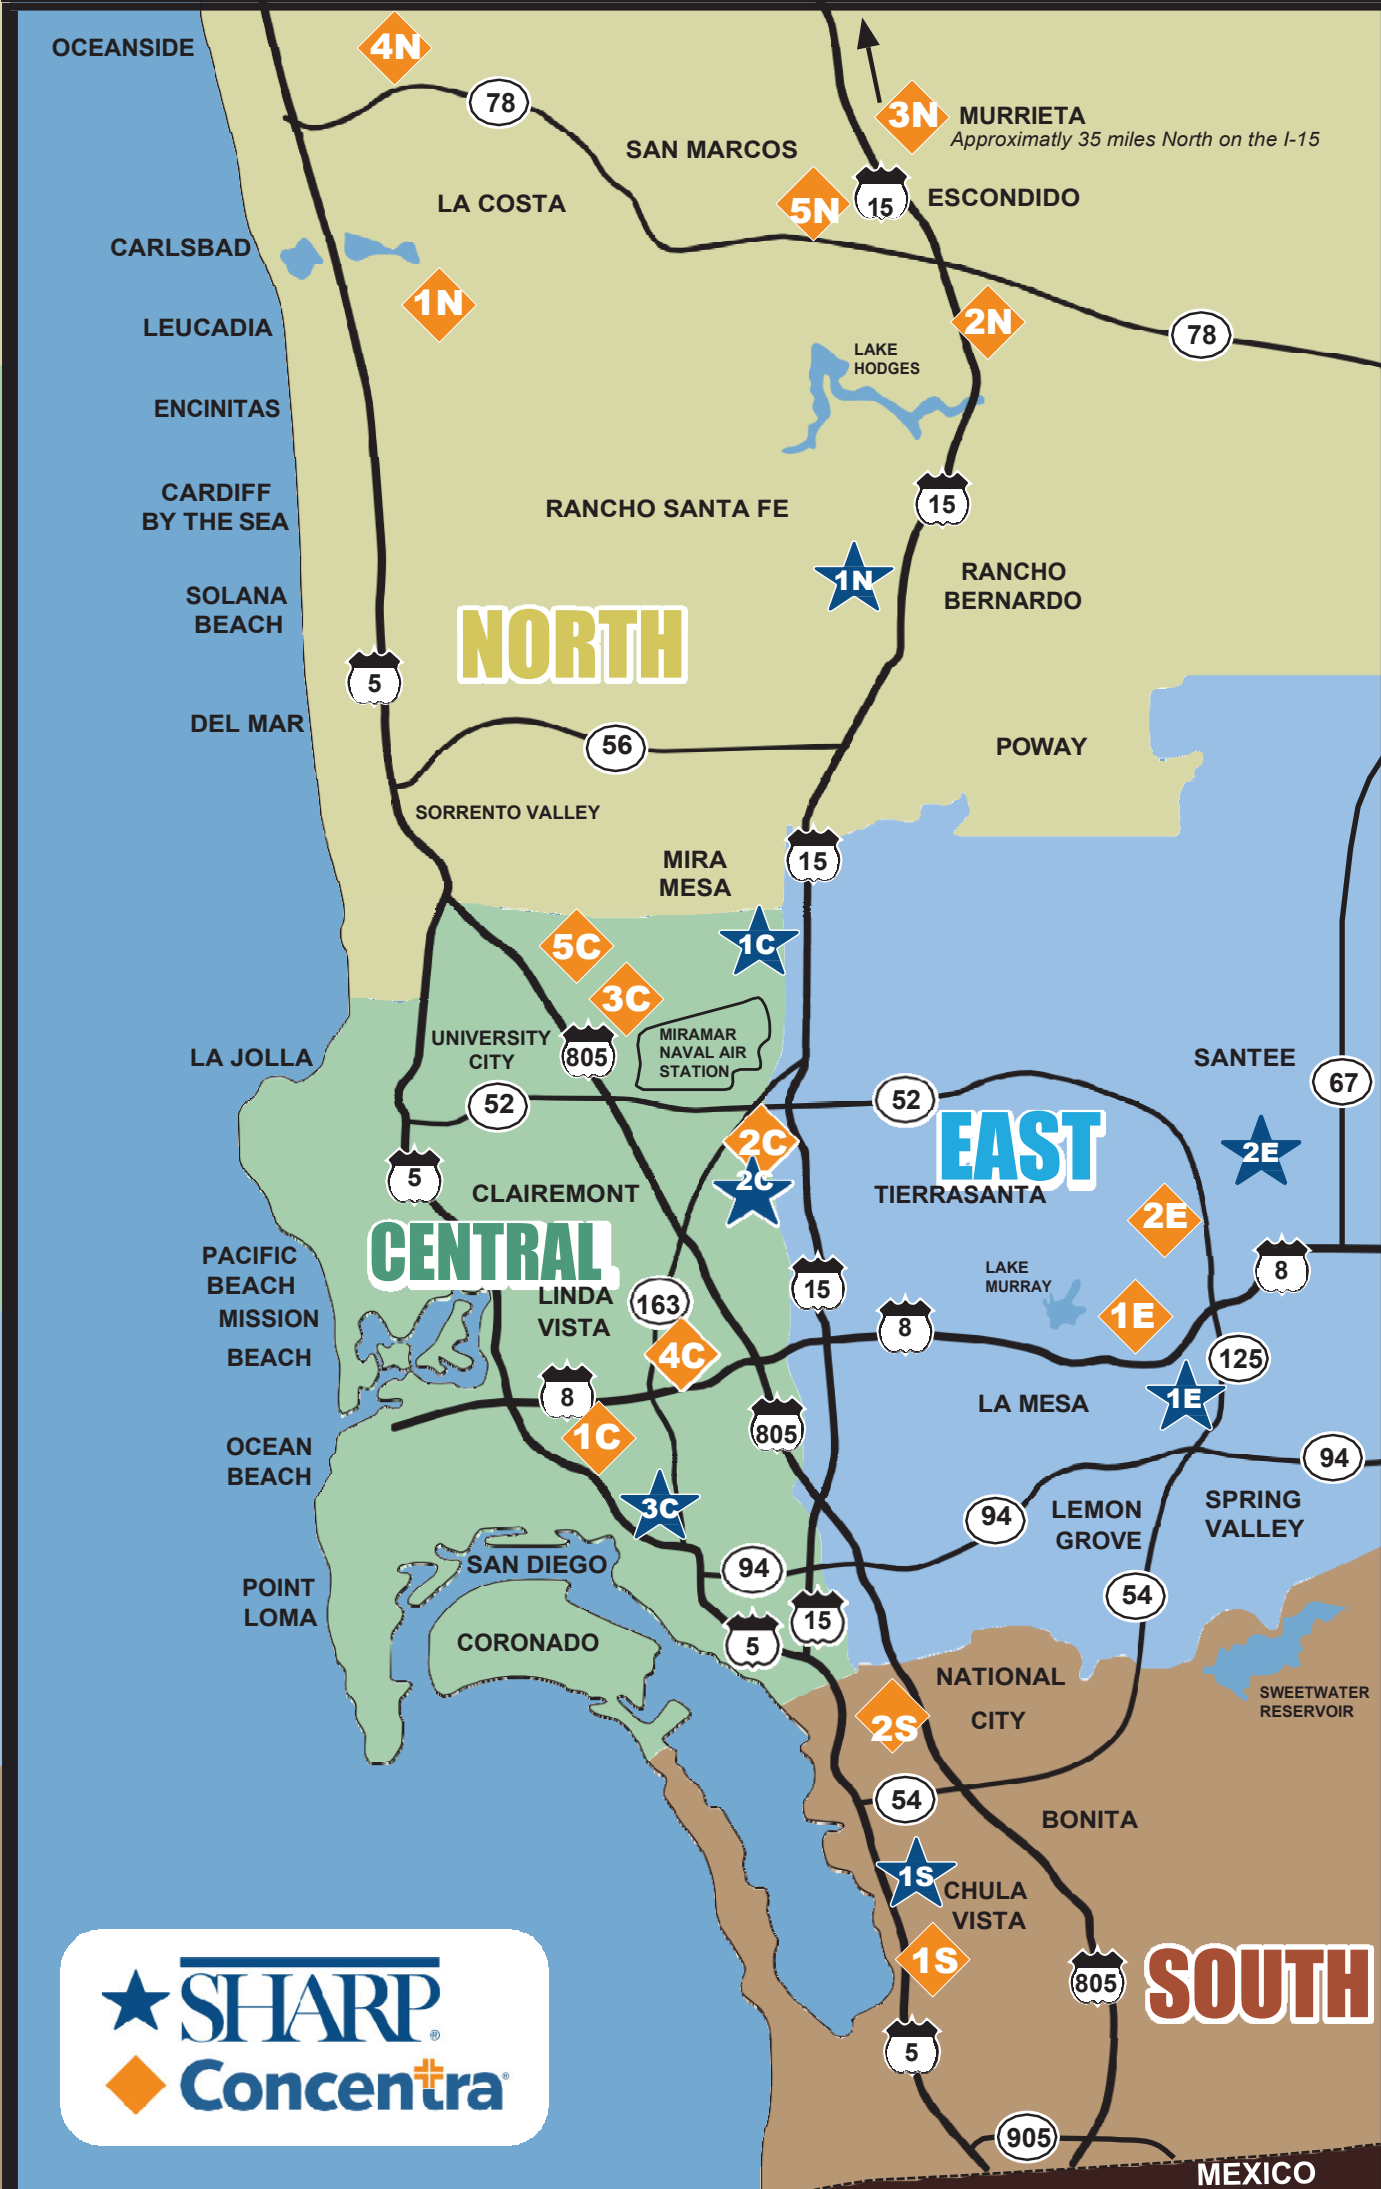 OCEANSIDE
4N
78
3N
MURRIETA
Approximatly 35 miles North on the I-15
SAN MARCOS
5N
15
ESCONDIDO
LA COSTA
CARLSBAD
1N
2N
LEUCADIA
78
LAKE
HODGES
ENCINITAS
CARDIFF
BY THE SEA
RANCHO SANTA FE
15
1N
RANCHO
BERNARDO
SOLANA
BEACH
NORTH
5
DEL MAR
56
POWAY
SORRENTO VALLEY
MIRA
MESA
15
5C
1C
3C
UNIVERSITY
CITY
805
MIRAMAR
NAVAL AIR
STATION
LA JOLLA
SANTEE
67
52
52
2C
EAST
2E
5
2C
CLAIREMONT
TIERRASANTA
2E
CENTRAL
PACIFIC
BEACH
MISSION
BEACH
LINDA
VISTA
163
15
LAKE
MURRAY
8
1E
8
4C
125
8
1E
LA MESA
1C
805
OCEAN
BEACH
94
3C
94
LEMON
GROVE
SPRING
VALLEY
SAN DIEGO
94
POINT
LOMA
54
15
5
CORONADO
NATIONAL
CITY
SWEETWATER
RESERVOIR
2S
54
BONITA
1S
CHULA
VISTA
1S
805
SOUTH
SHARP®
Concentra®
5
905
MEXICO